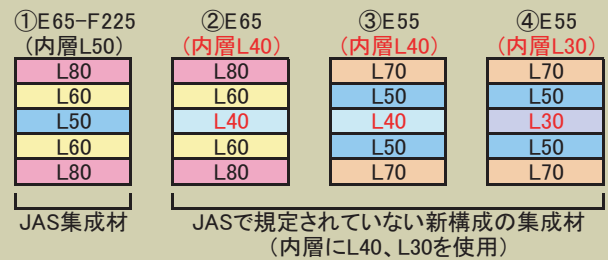 ①E65-F225
(内層L50)
L80
L60
L50
L60
L80
②E65
(内層L40)
L80
L60
L40
L60
L80
③E55
(内層L40)
L70
L50
L40
L50
L70
④E55
(内層L30)
L70
L50
L30
L50
L70
JAS集成材
JASで規定されていない新構成の集成材
(内層にL40、L30を使用)